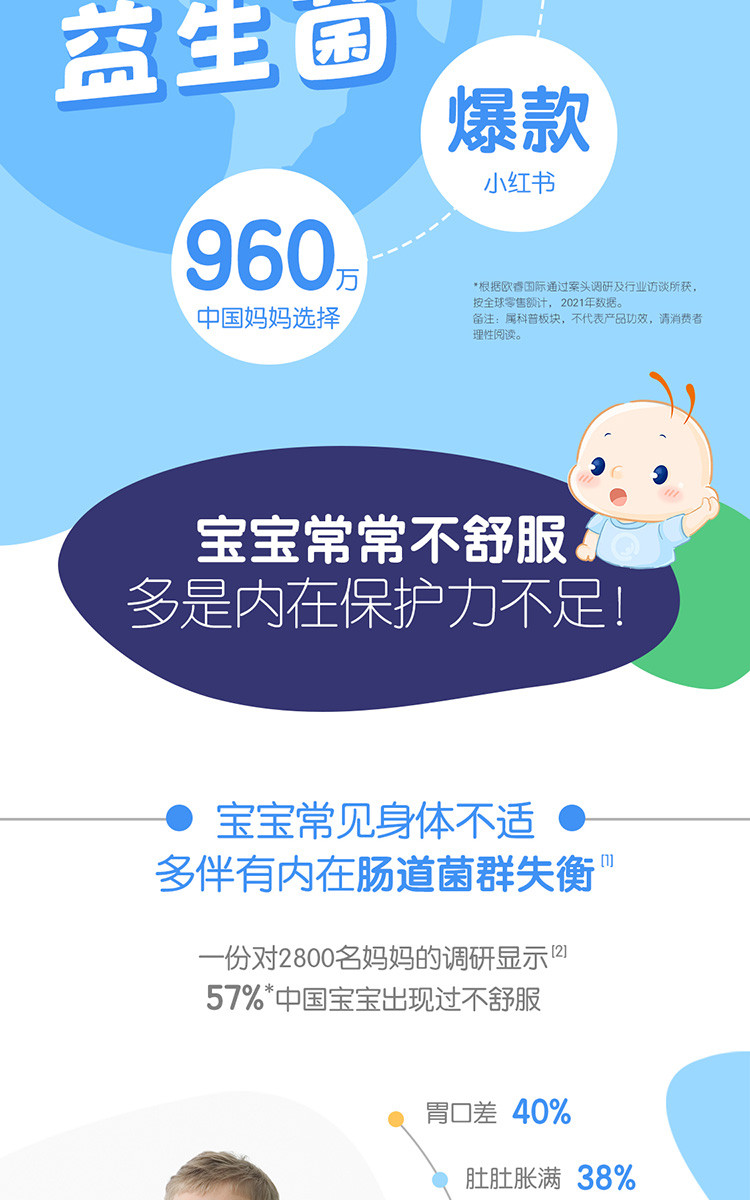 益生菌
爆款
小红书
960万
中国妈妈选择
*根据欧睿国际通过案头调研及行业访谈所获，
按全球零售额计，2021年数据。
备注：属科普板块，不代表产品功效，请消费者
理性阅读。
宝宝常常不舒服
多是内在保护力不足！
宝宝常见身体不适
多伴有内在肠道菌群失衡[1]
一份对2800名妈妈的调研显示[2]
57%*中国宝宝出现过不舒服
胃口差 40%
肚肚胀满 38%